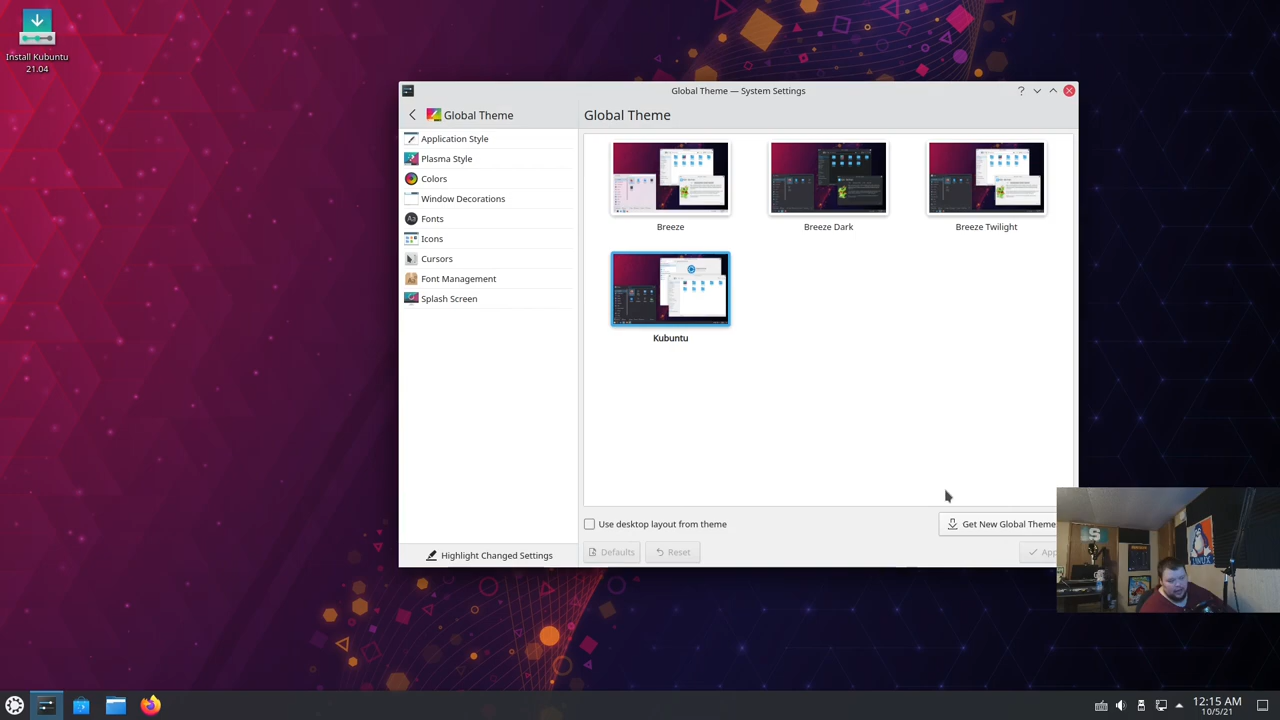 Install Kubuntu
21.04
Global Theme — System Settings
Global Theme
Global Theme
Application Style
Plasma Style
Colors
Window Decorations
Fonts
Icons
Cursors
Font Management
Splash Screen
Highlight Changed Settings
Breeze
Breeze Dark
Breeze Twilight
Kubuntu
Use desktop layout from theme
Get New Global Theme
Defaults
Reset
App
12:15 AM
10/5/21